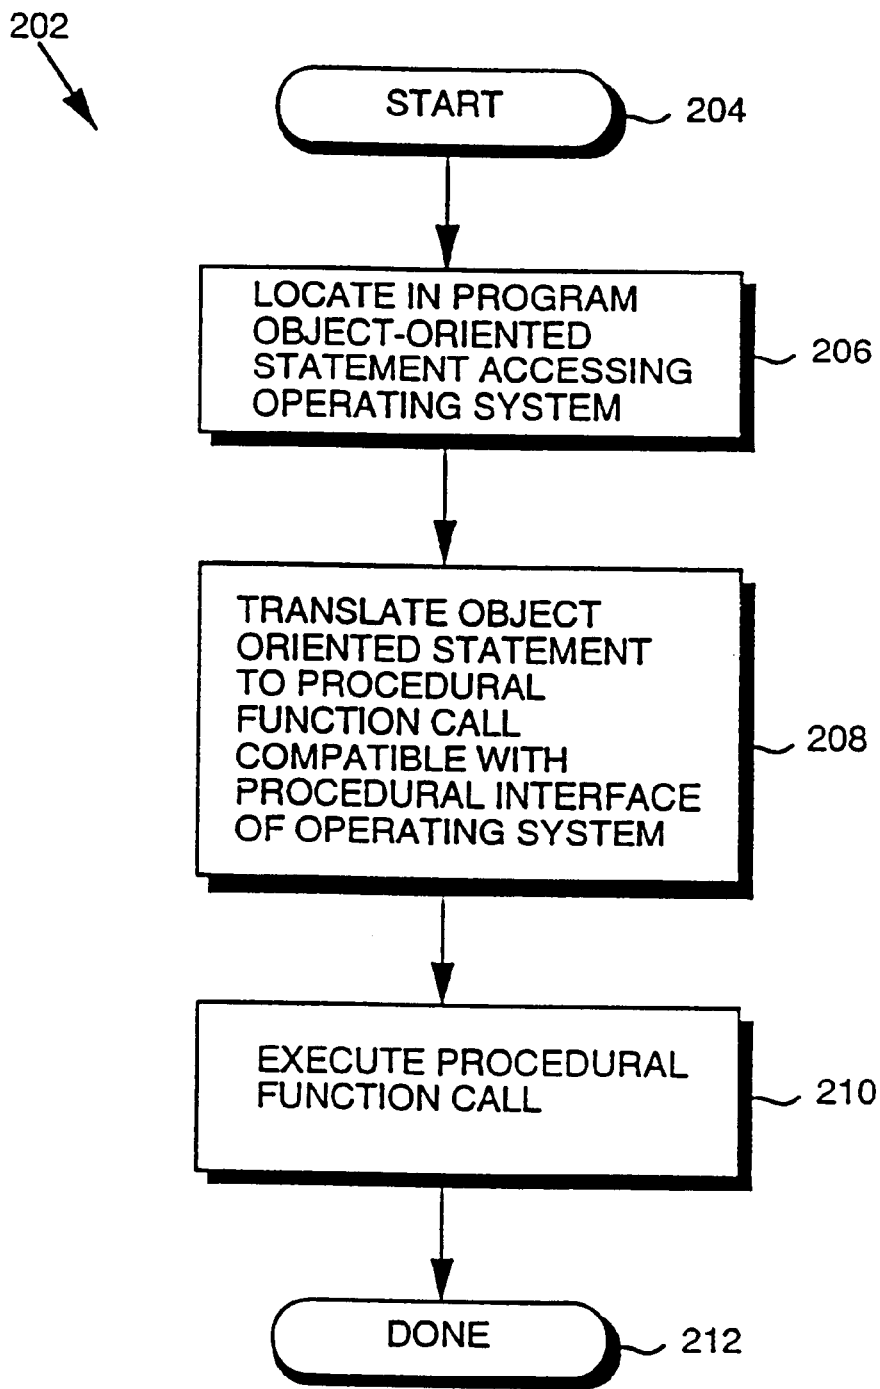 202
START
204
LOCATE IN PROGRAM
OBJECT-ORIENTED
STATEMENT ACCESSING
OPERATING SYSTEM
206
TRANSLATE OBJECT
ORIENTED STATEMENT
TO PROCEDURAL
FUNCTION CALL
COMPATIBLE WITH
PROCEDURAL INTERFACE
OF OPERATING SYSTEM
208
EXECUTE PROCEDURAL
FUNCTION CALL
210
DONE
212